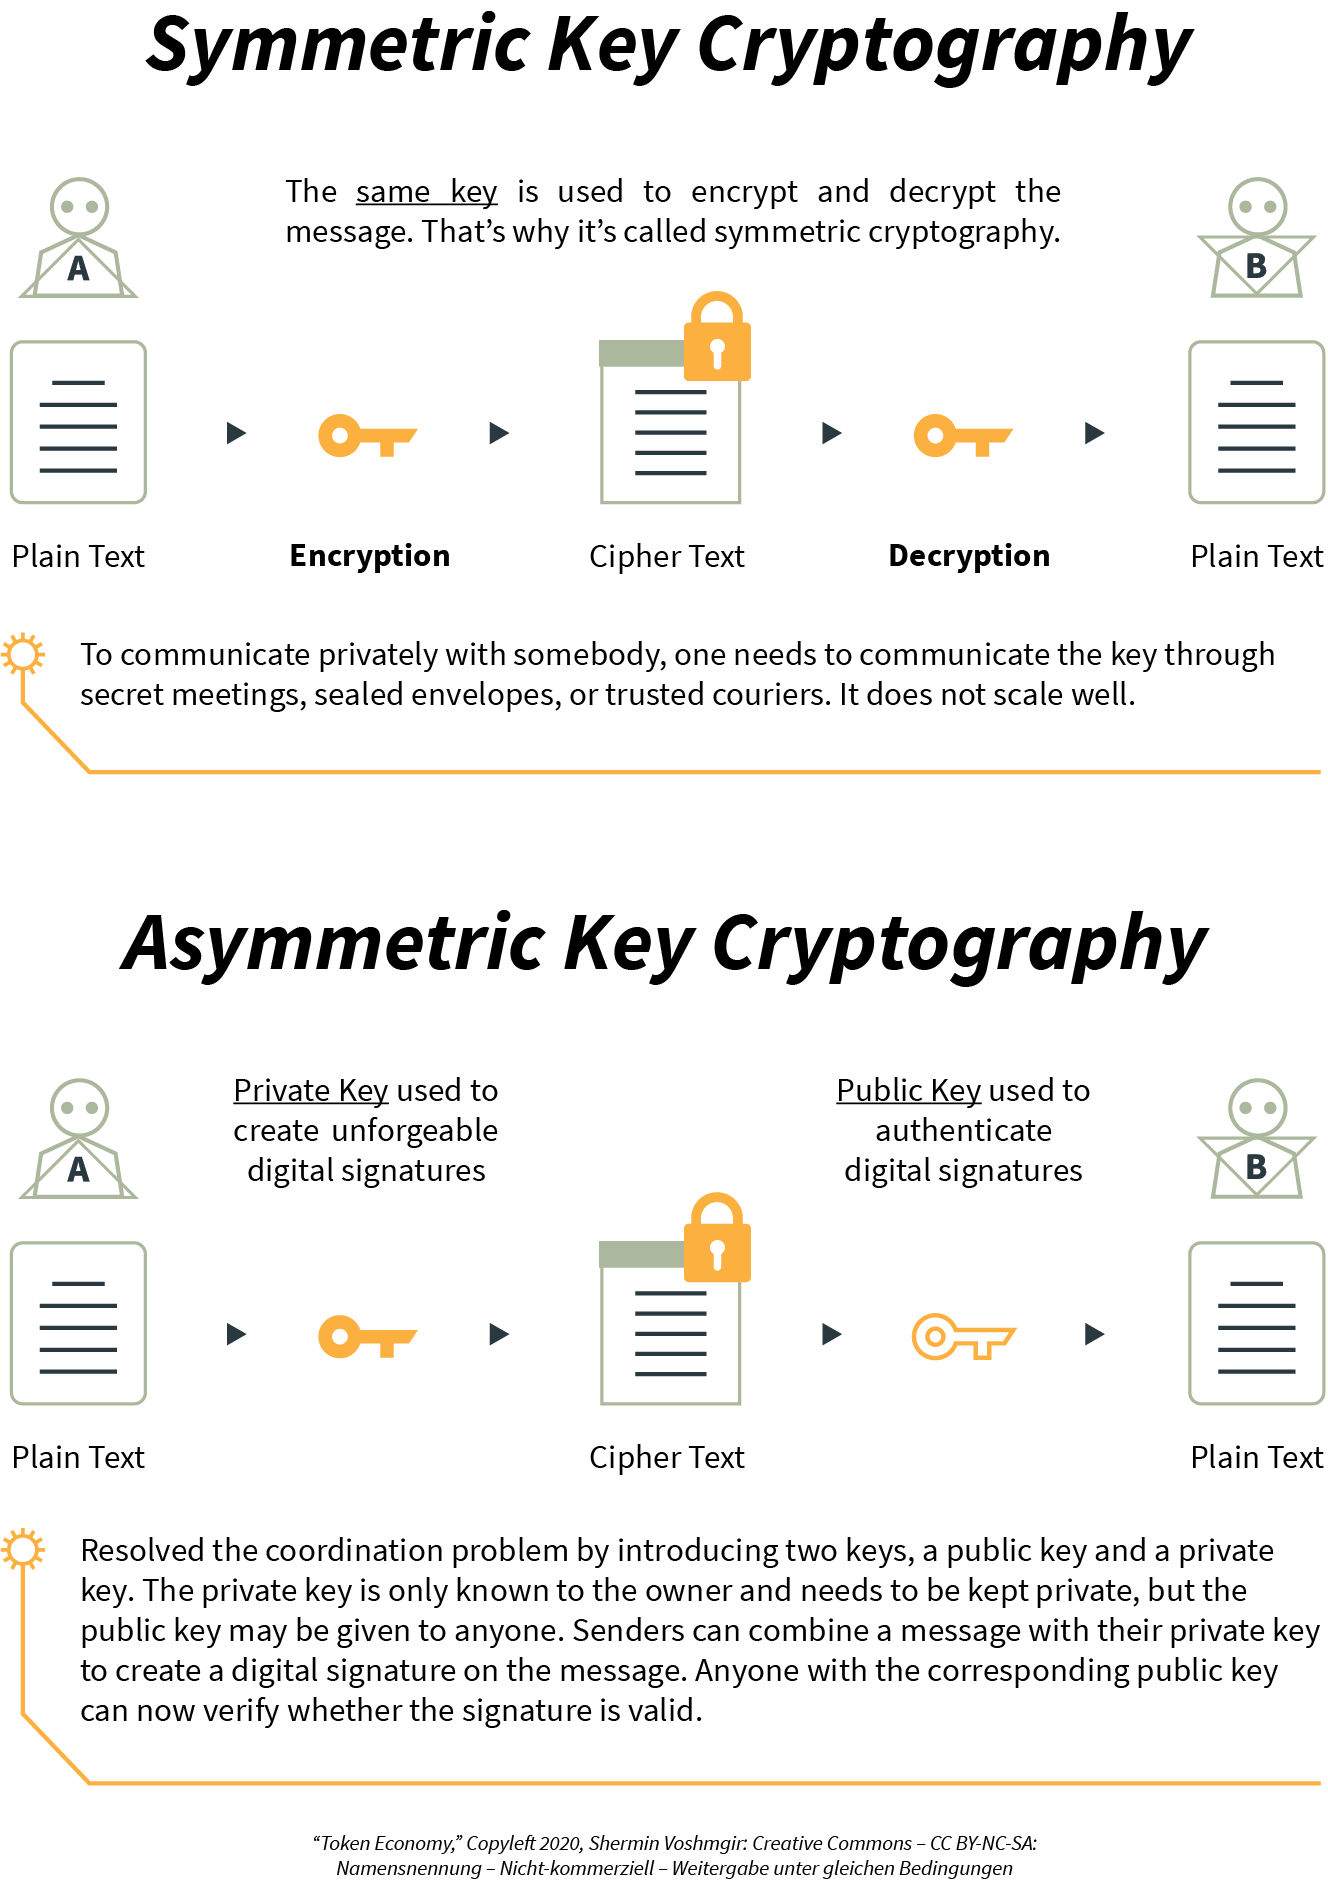 Symmetric Key Cryptography
The same key is used to encrypt and decrypt the
message. That’s why it’s called symmetric cryptography.
A
B
Plain Text
Encryption
Cipher Text
Decryption
Plain Text
To communicate privately with somebody, one needs to communicate the key through
secret meetings, sealed envelopes, or trusted couriers. It does not scale well.
Asymmetric Key Cryptography
A
Private Key used to
create unforgeable
digital signatures
Public Key used to
authenticate
digital signatures
B
Plain Text
Cipher Text
Plain Text
Resolved the coordination problem by introducing two keys, a public key and a private
key. The private key is only known to the owner and needs to be kept private, but the
public key may be given to anyone. Senders can combine a message with their private key
to create a digital signature on the message. Anyone with the corresponding public key
can now verify whether the signature is valid.
“Token Economy,” Copyleft 2020, Shermin Voshmgir: Creative Commons – CC BY-NC-SA:
Namensnennung – Nicht-kommerziell – Weitergabe unter gleichen Bedingungen